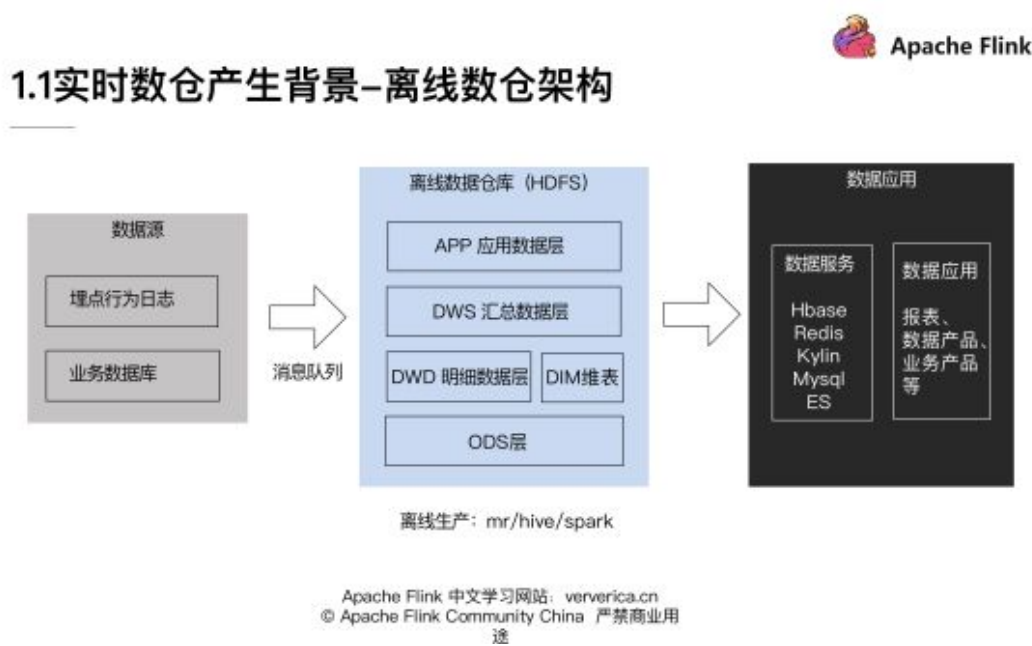 Apache Flink
1.1实时数仓产生背景–离线数仓架构
数据源
埋点行为日志
业务数据库
消息队列
离线数据仓库（HDFS）
APP 应用数据层
DWS 汇总数据层
DWD 明细数据层
DIM维表
ODS层
离线生产：mr/hive/spark
数据应用
数据服务
Hbase
Redis
Kylin
Mysql
ES
数据应用
报表、
数据产品、
业务产品
等
Apache Flink 中文学习网站：ververica.cn
© Apache Flink Community China 严禁商业用
途